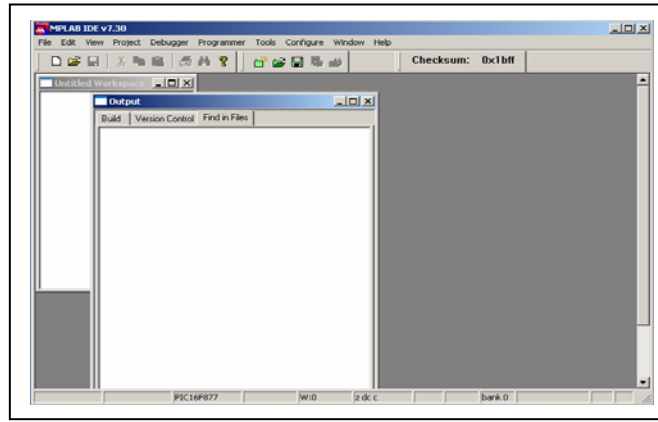 MPLAB IDE v7.30
File Edit View Project Debugger Programmer Tools Configure Window Help
Checksum: 0x1bff
Untitled Workspace
Output
Build Version Control Find in Files
PIC16F877 W:0 z dc c bank 0